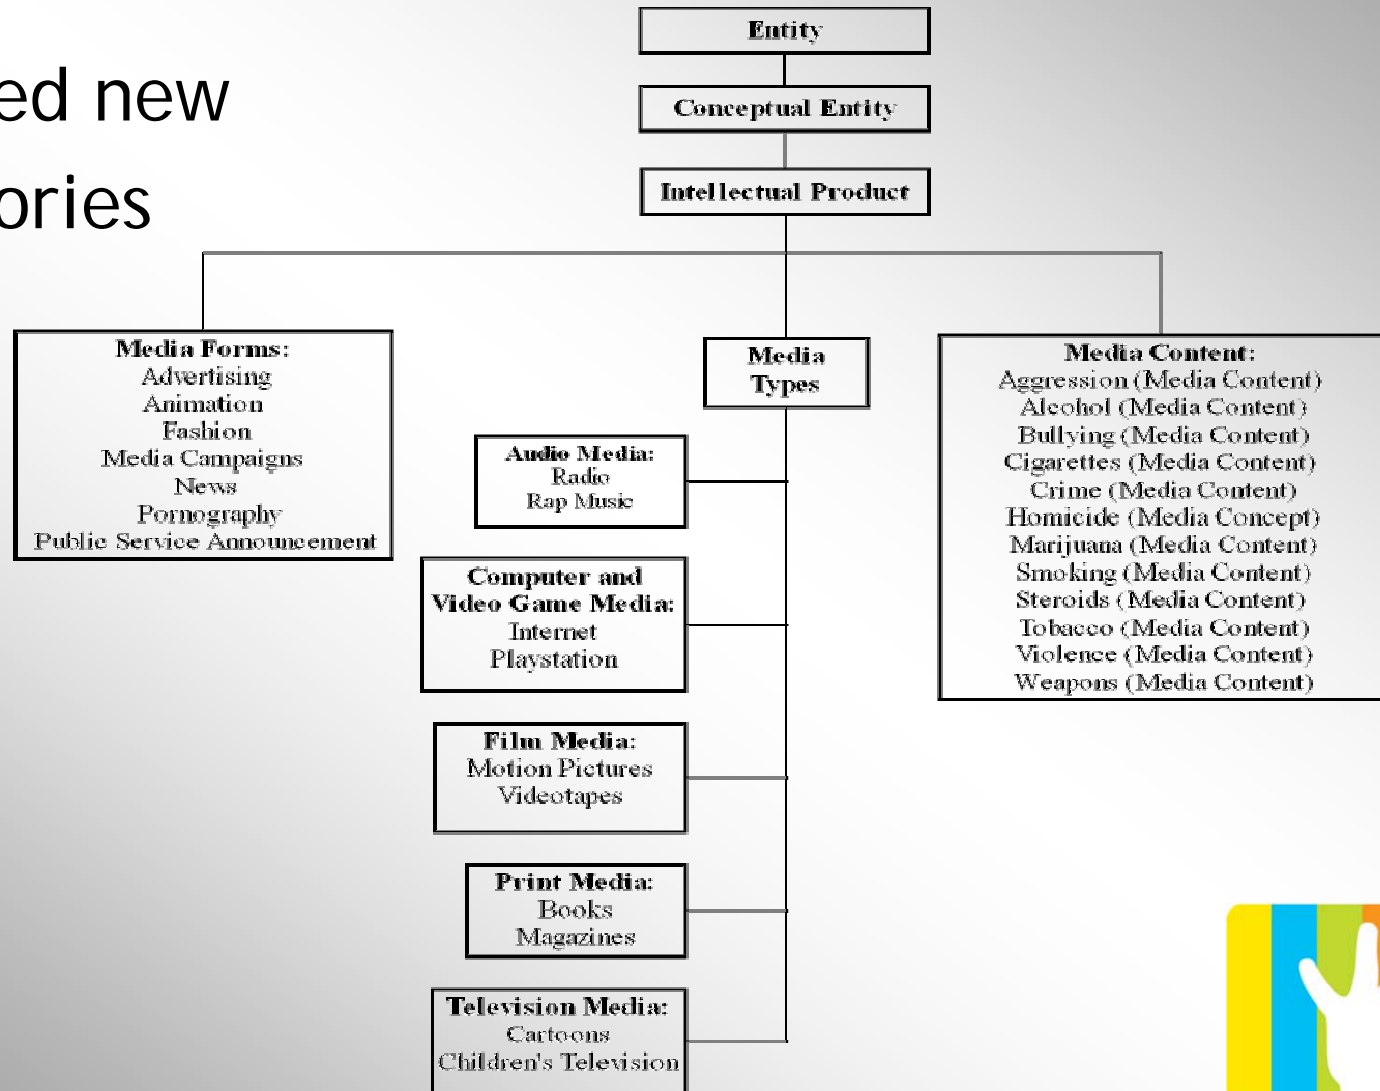 ed new
ories
Entity
Conceptual Entity
Intellectual Product
Media Forms:
Advertising
Animation
Fashion
Media Campaigns
News
Pornography
Public Service Announcement
Media
Types
Audio Media:
Radio
Rap Music
Computer and
Video Game Media:
Internet
Playstation
Film Media:
Motion Pictures
Videotapes
Print Media:
Books
Magazines
Television Media:
Cartoons
Children's Television
Media Content:
Aggression (Media Content)
Alcohol (Media Content)
Bullying (Media Content)
Cigarettes (Media Content)
Crime (Media Content)
Homicide (Media Concept)
Marijuana (Media Content)
Smoking (Media Content)
Steroids (Media Content)
Tobacco (Media Content)
Violence (Media Content)
Weapons (Media Content)